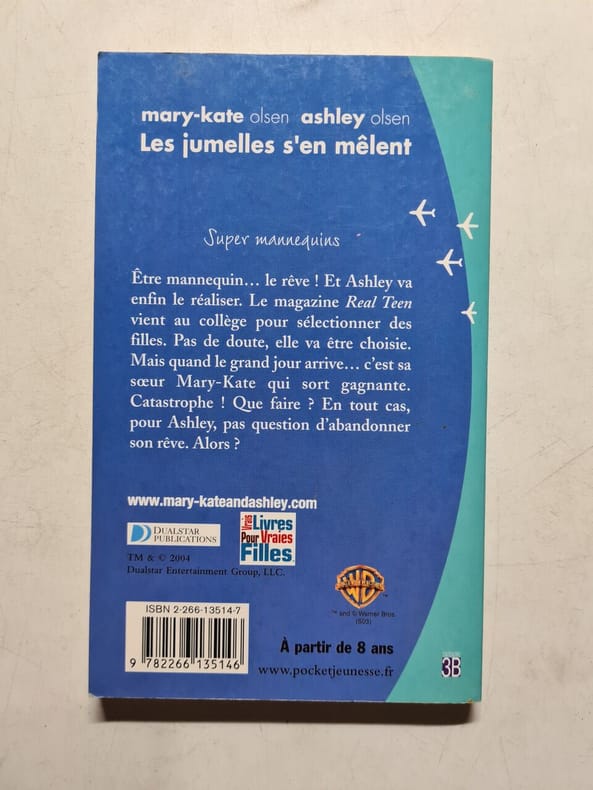 mary-kate olsen ashley olsen
Les jumelles s'en mêlent
Super mannequins
Être mannequin… le rêve ! Et Ashley va
enfin le réaliser. Le magazine Real Teen
vient au collège pour sélectionner des
filles. Pas de doute, elle va être choisie.
Mais quand le grand jour arrive… c'est sa
sœur Mary-Kate qui sort gagnante.
Catastrophe ! Que faire ? En tout cas,
pour Ashley, pas question d'abandonner
son rêve. Alors ?
www.mary-kateandashley.com
DUALSTAR
PUBLICATIONS
Vrais
Livres
Pour Vraies
Filles
TM & © 2004
Dualstar Entertainment Group, LLC.
WB
™ and © Warner Bros.
(S03)
ISBN 2-266-13514-7
9 782266 135146
À partir de 8 ans
www.pocketjeunesse.fr
3B